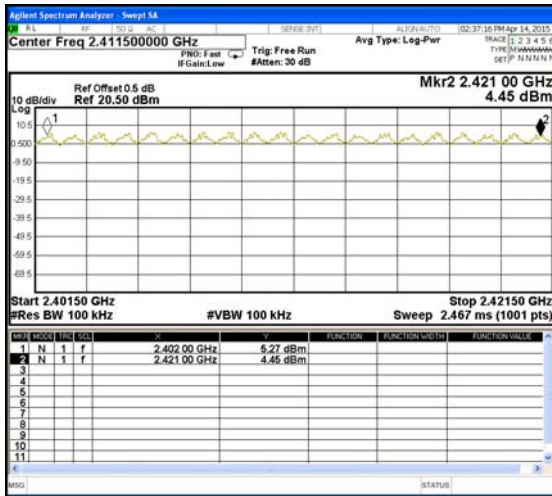 Agilent Spectrum Analyzer - Swept SA
RL RF 50 Ω AC SENSE:INT ALIGN AUTO 02:37:16 PM Apr 14, 2015
Center Freq 2.411500000 GHz
PNO: Fast
IFGain:Low
Trig: Free Run
#Atten: 30 dB
Avg Type: Log-Pwr
TRACE 1 2 3 4 5 6
TYPE M
DET P N N N N N
Mkr2 2.421 00 GHz
4.45 dBm
Ref Offset 0.5 dB
Ref 20.50 dBm
10 dB/div
Log
10.5
0.500
-9.50
-19.5
-29.5
-39.5
-49.5
-59.5
-69.5
1
2
Start 2.40150 GHz
Stop 2.42150 GHz
#Res BW 100 kHz
#VBW 100 kHz
Sweep 2.467 ms (1001 pts)
MKR MODE TRC SCL X Y FUNCTION FUNCTION WIDTH FUNCTION VALUE
1 N 1 f 2.402 00 GHz 5.27 dBm
2 N 1 f 2.421 00 GHz 4.45 dBm
3
4
5
6
7
8
9
10
11
MSG
STATUS